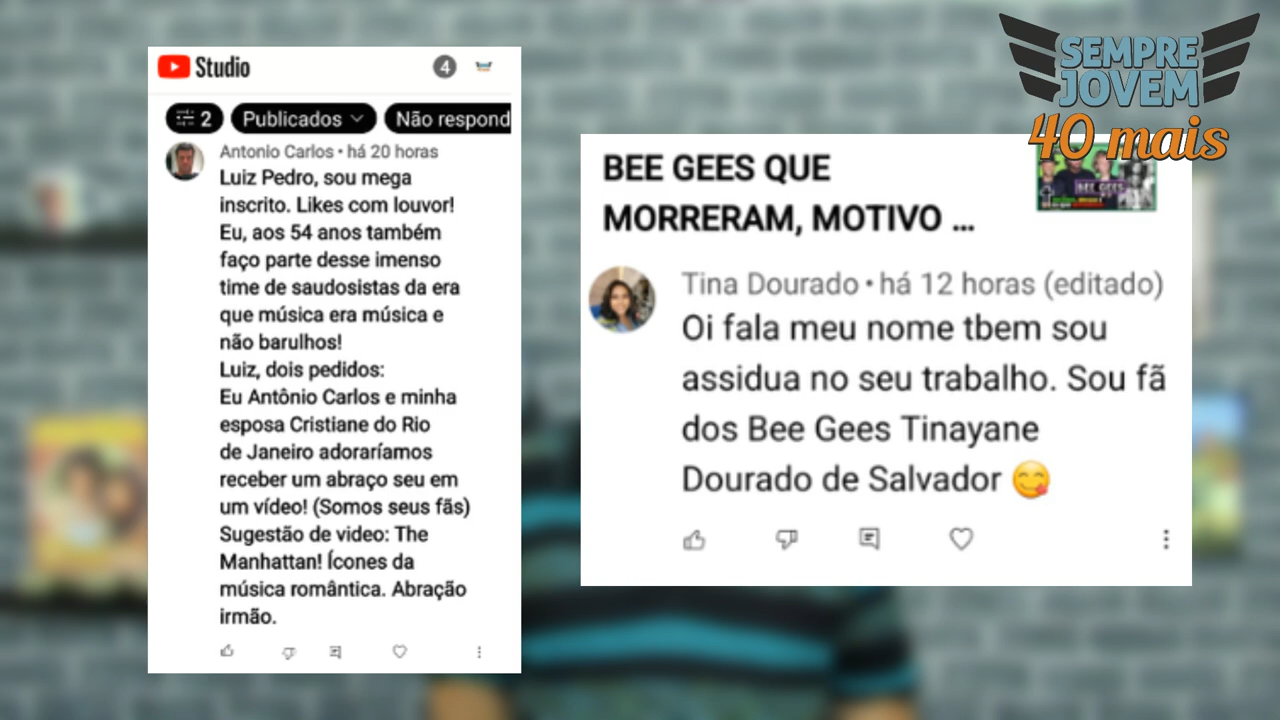 Studio
4
2
Publicados
Não respond
Antonio Carlos • há 20 horas
Luiz Pedro, sou mega
inscrito. Likes com louvor!
Eu, aos 54 anos também
faço parte desse imenso
time de saudosistas da era
que música era música e
não barulhos!
Luiz, dois pedidos:
Eu Antônio Carlos e minha
esposa Cristiane do Rio
de Janeiro adoraríamos
receber um abraço seu em
um vídeo! (Somos seus fãs)
Sugestão de video: The
Manhattan! Ícones da
música romântica. Abração
irmão.
SEMPRE
JOVEM
40 mais
BEE GEES QUE
MORRERAM, MOTIVO ...
BEE GEES
Tina Dourado • há 12 horas (editado)
Oi fala meu nome tbem sou
assidua no seu trabalho. Sou fã
dos Bee Gees Tinayane
Dourado de Salvador 😋